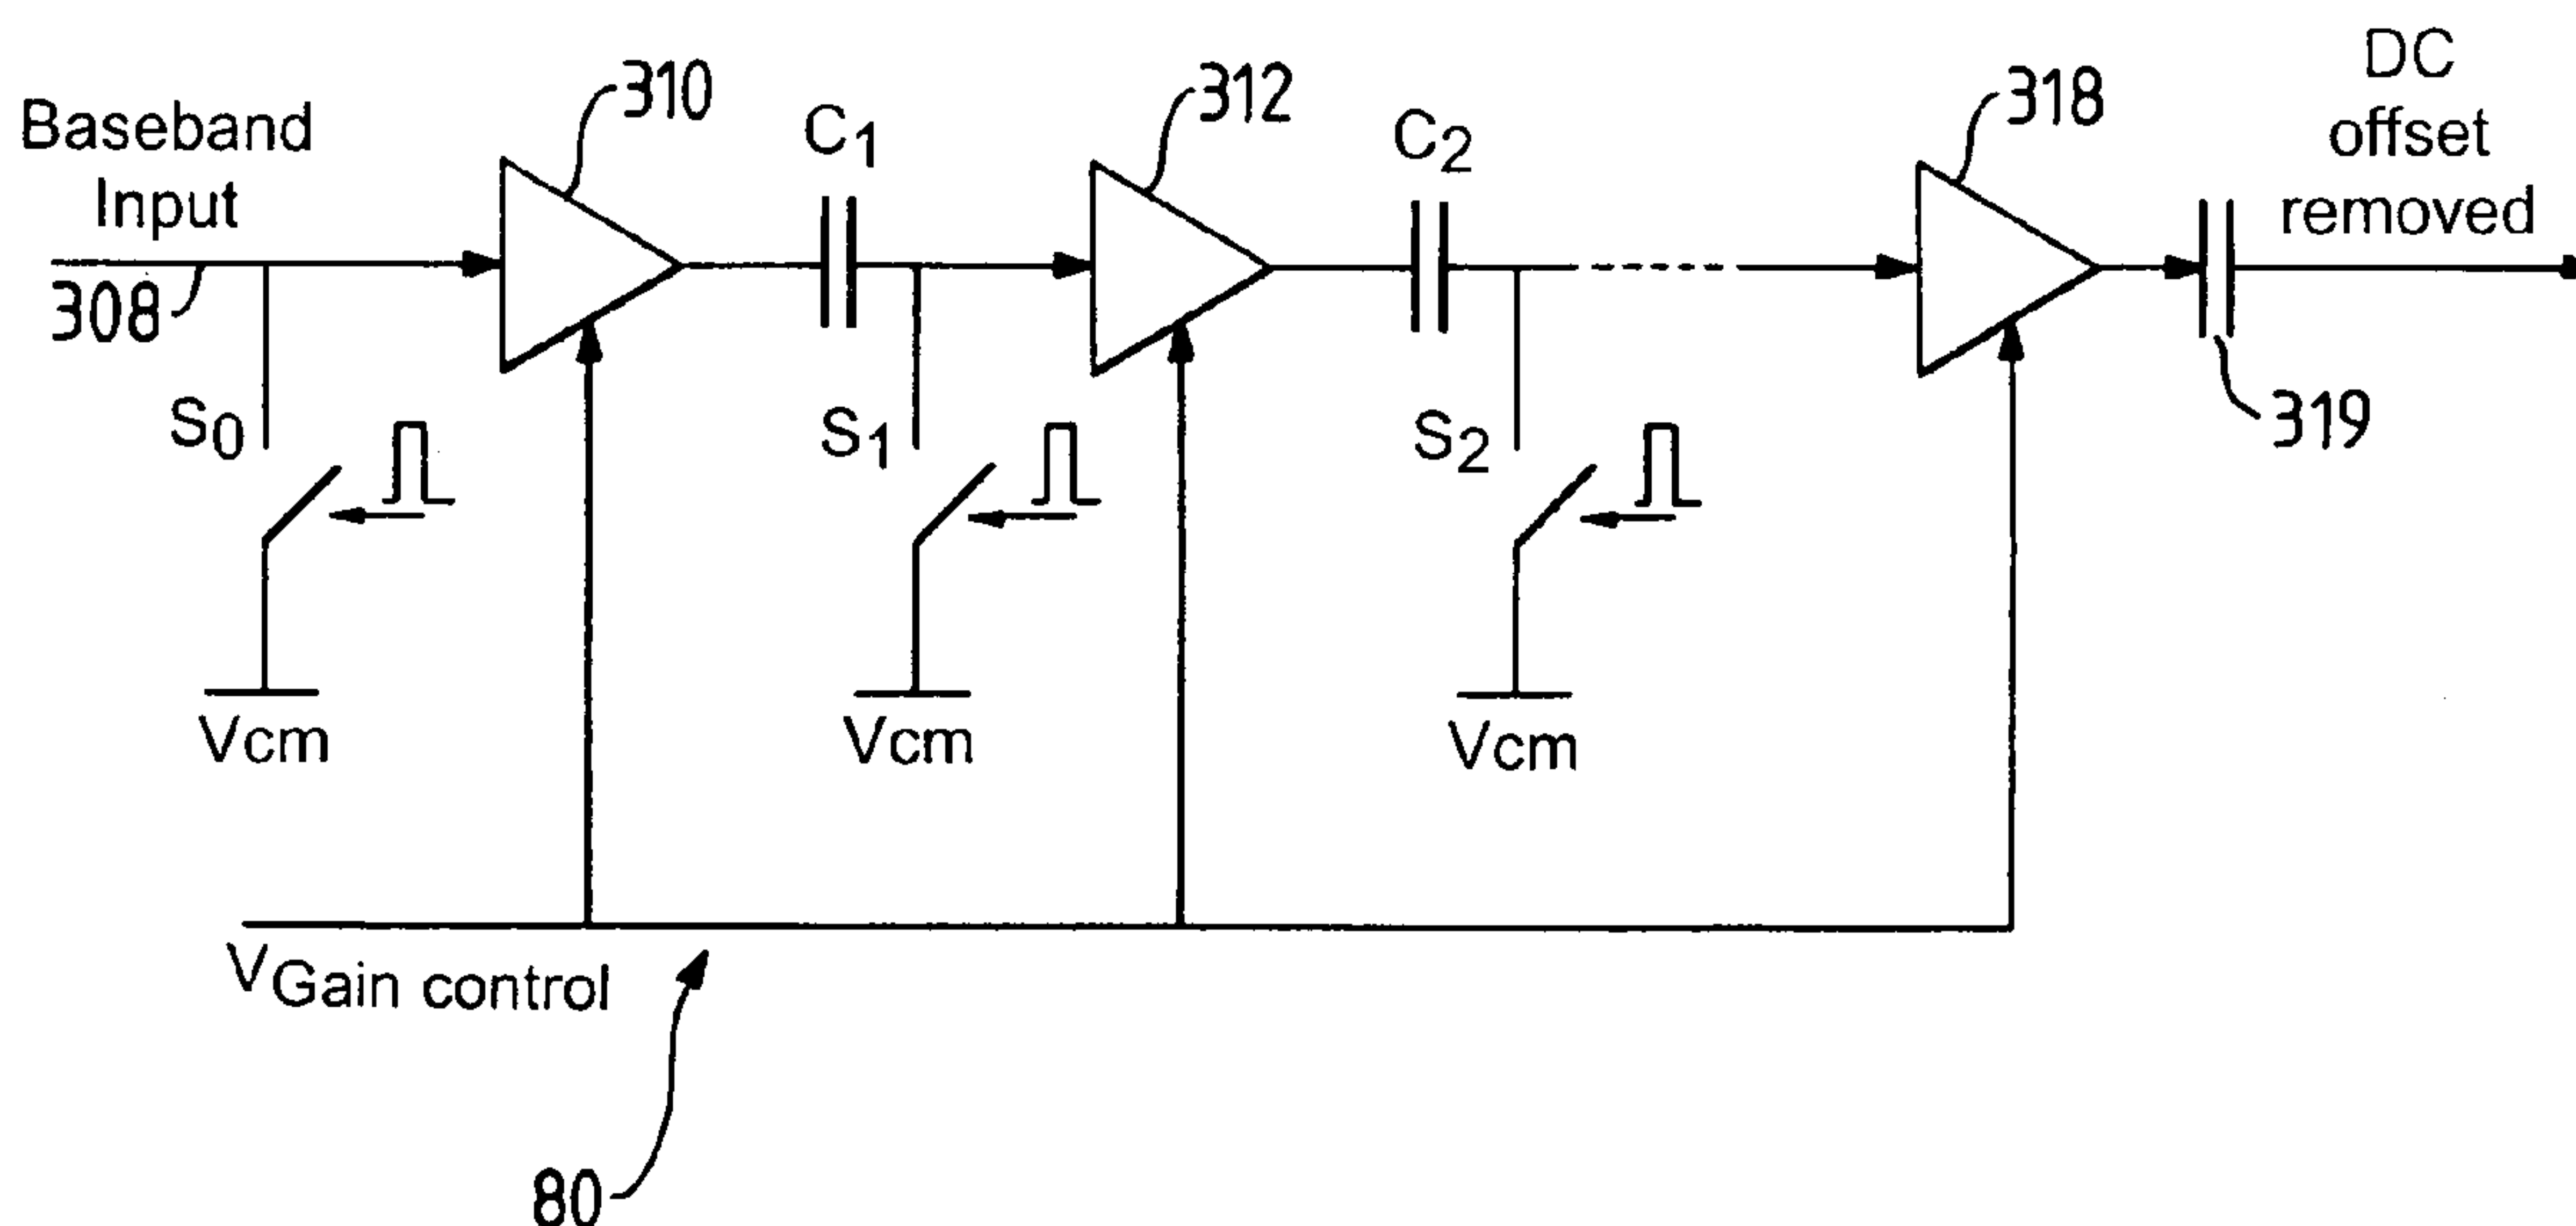 Baseband
Input
308
310
C1
312
C2
318
DC
offset
removed
319
S0
S1
S2
Vcm
Vcm
Vcm
VGain control
80